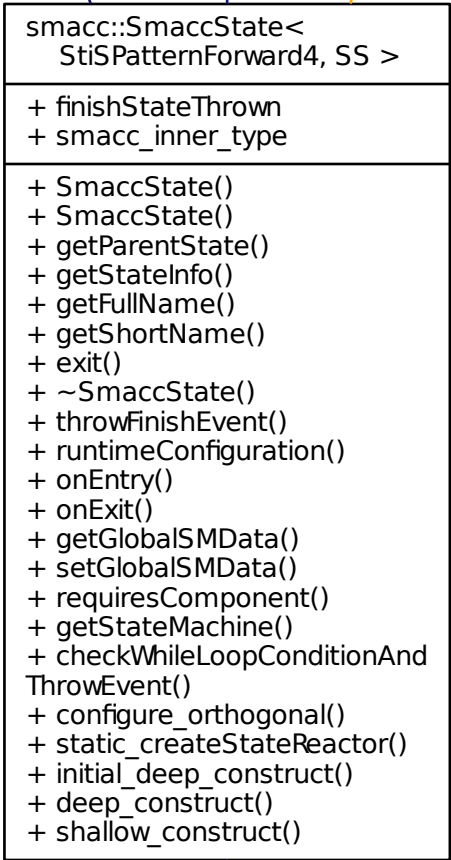 smacc::SmaccState<
StiSPatternForward4, SS >
+ finishStateThrown
+ smacc_inner_type
+ SmaccState()
+ SmaccState()
+ getParentState()
+ getStateInfo()
+ getFullName()
+ getShortName()
+ exit()
+ ~SmaccState()
+ throwFinishEvent()
+ runtimeConfiguration()
+ onEntry()
+ onExit()
+ getGlobalSMData()
+ setGlobalSMData()
+ requiresComponent()
+ getStateMachine()
+ checkWhileLoopConditionAnd
ThrowEvent()
+ configure_orthogonal()
+ static_createStateReactor()
+ initial_deep_construct()
+ deep_construct()
+ shallow_construct()